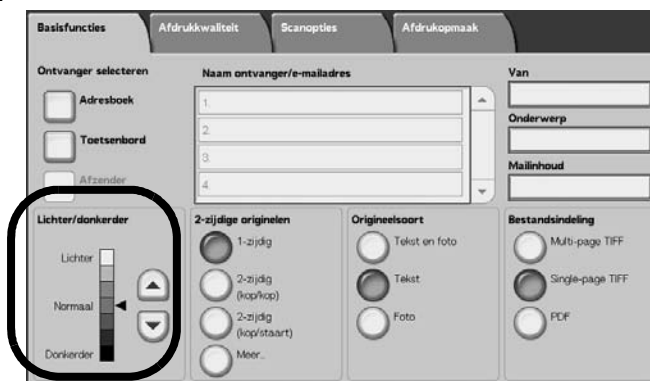 Basisfuncties
Afdrukkwaliteit
Scanopties
Afdrukopmaak
Ontvanger selecteren
Adresboek
Toetsenbord
Afzender
Naam ontvanger/e-mailadres
1.
2.
3.
4.
Van
Onderwerp
Mailinhoud
Lichter/donkerder
Lichter
Normaal
Donkerder
2-zijdige originelen
1-zijdig
2-zijdig
(kop/kop)
2-zijdig
(kop/staart)
Meer..
Origineelsoort
Tekst en foto
Tekst
Foto
Bestandsindeling
Multi-page TIFF
Single-page TIFF
PDF